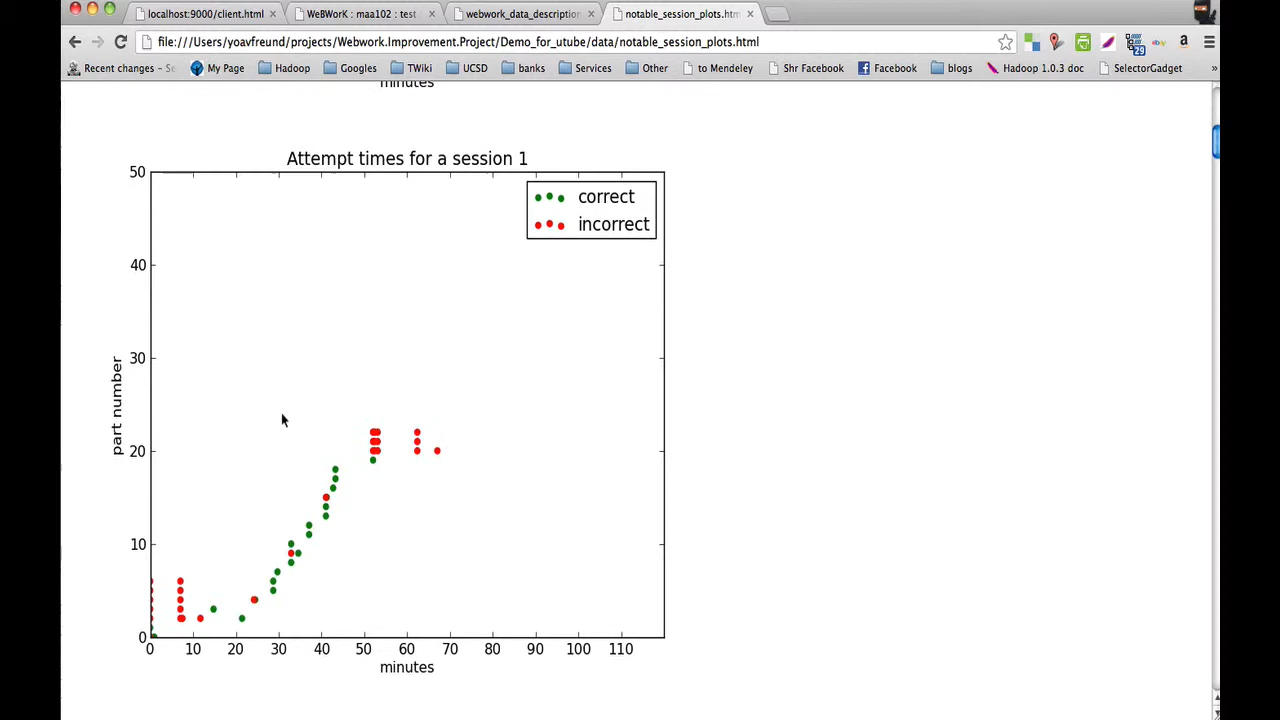 localhost:9000/client.html
WeBWorK : maa102 : test
webwork_data_description
notable_session_plots.htm
file:///Users/yoavfreund/projects/Webwork.Improvement.Project/Demo_for_utube/data/notable_session_plots.html
29
Recent changes - Se
My Page
Hadoop
Googles
TWiki
UCSD
banks
Services
Other
to Mendeley
Shr Facebook
Facebook
blogs
Hadoop 1.0.3 doc
SelectorGadget
»
minutes
Attempt times for a session 1
correct
incorrect
50
40
30
20
10
0
part number
0 10 20 30 40 50 60 70 80 90 100 110
minutes